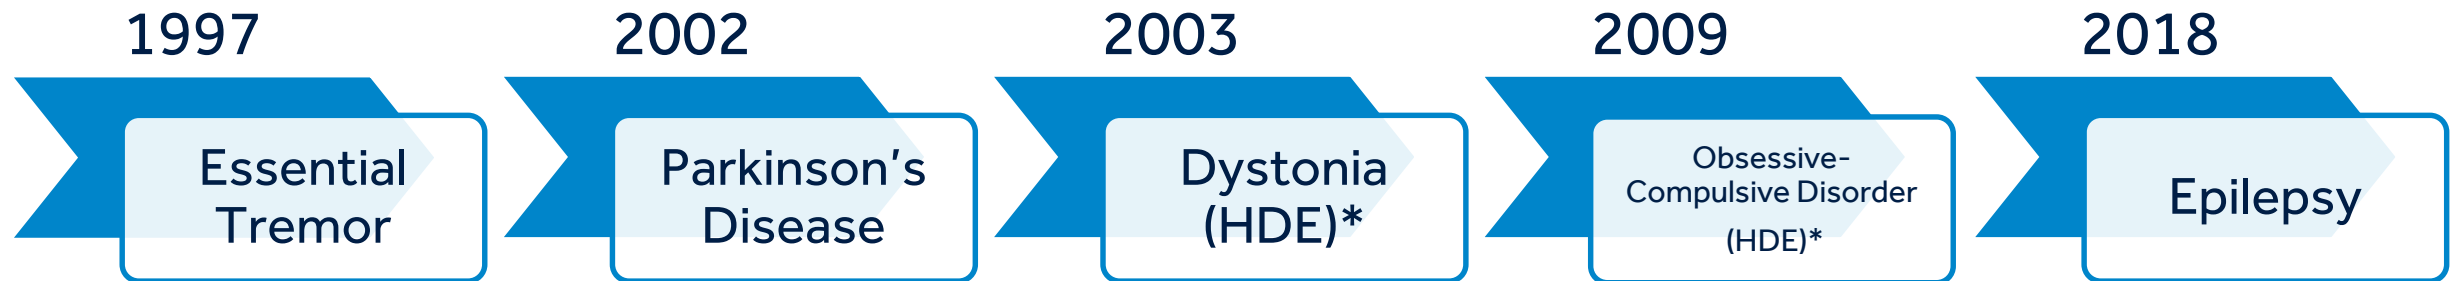 1997
Essential
Tremor
2002
Parkinson’s
Disease
2003
Dystonia
(HDE)*
2009
Obsessive-
Compulsive Disorder
(HDE)*
2018
Epilepsy